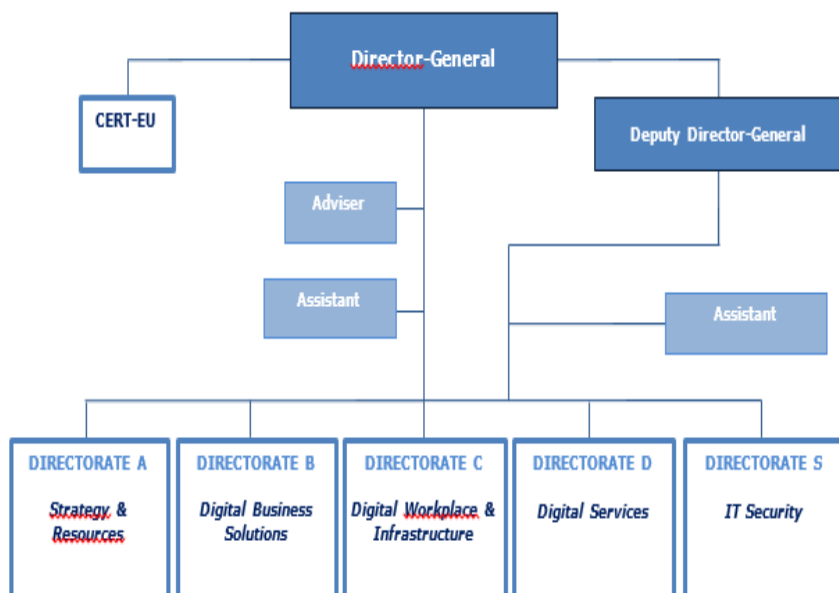 Director-General
CERT-EU
Deputy Director-General
Adviser
Assistant
Assistant
DIRECTORATE A
Strategy &
Resources
DIRECTORATE B
Digital Business
Solutions
DIRECTORATE C
Digital Workplace &
Infrastructure
DIRECTORATE D
Digital Services
DIRECTORATE S
IT Security